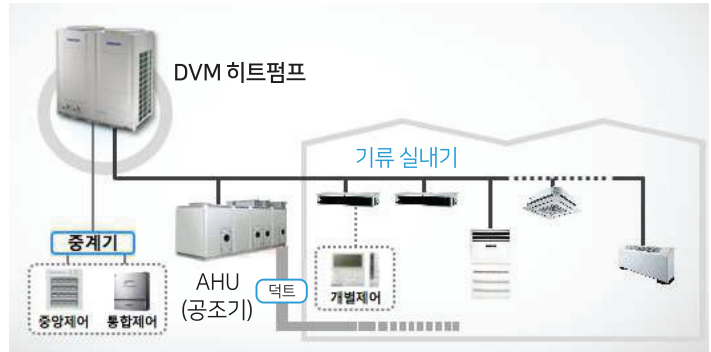 DVM 히트펌프
기류 실내기
중계기
중앙제어
통합제어
AHU
(공조기)
덕트
개별제어